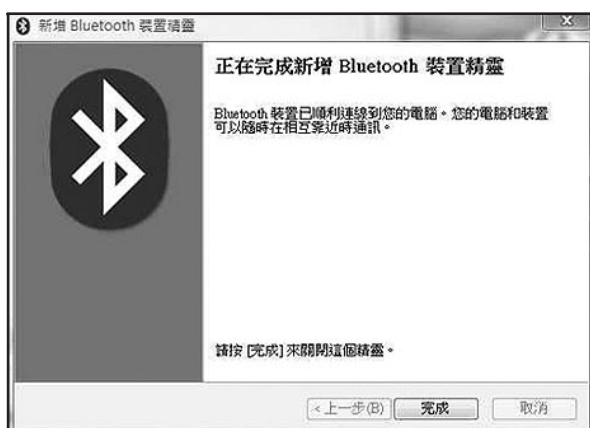 新增 Bluetooth 裝置精靈
正在完成新增 Bluetooth 裝置精靈
Bluetooth 裝置已順利連線到您的電腦。您的電腦和裝置
可以隨時在相互靠近時通訊。
請按 [完成] 來關閉這個精靈。
<上一步(B) 完成 取消